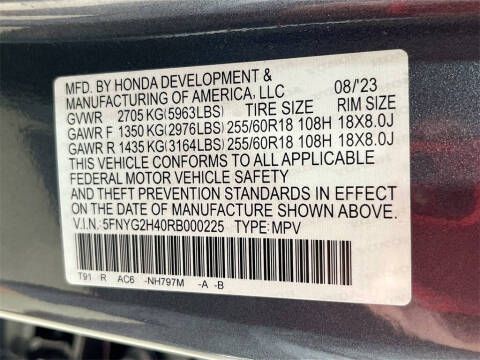 MFD. BY HONDA DEVELOPMENT &
MANUFACTURING OF AMERICA, LLC 08/'23
GVWR 2705 KG (5963LBS) TIRE SIZE RIM SIZE
GAWR F 1350 KG (2976LBS) 255/60R18 108H 18X8.0J
GAWR R 1435 KG (3164LBS) 255/60R18 108H 18X8.0J
THIS VEHICLE CONFORMS TO ALL APPLICABLE
FEDERAL MOTOR VEHICLE SAFETY
AND THEFT PREVENTION STANDARDS IN EFFECT
ON THE DATE OF MANUFACTURE SHOWN ABOVE.
V.I.N.: 5FNYG2H40RB000225 TYPE: MPV
T91 R AC6 -NH797M -A -B